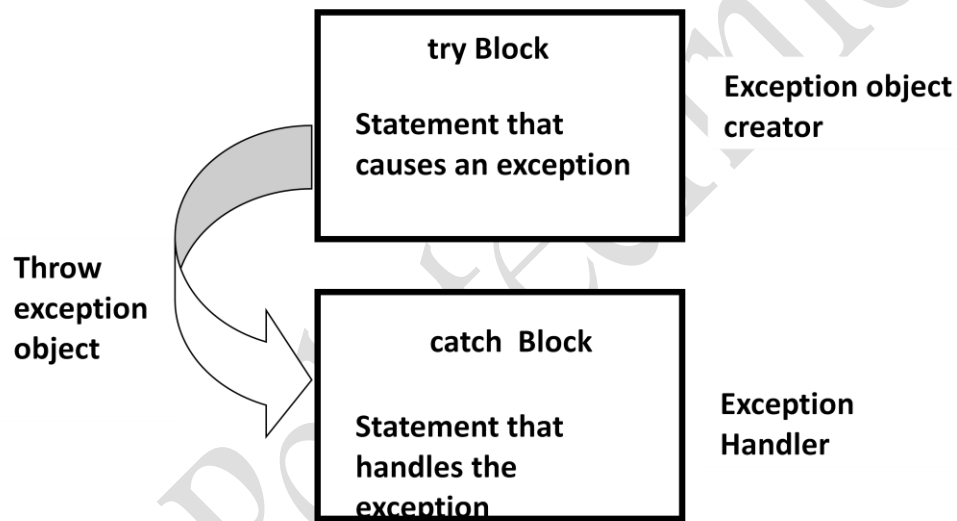 try Block
Statement that
causes an exception
Exception object
creator
Throw
exception
object
catch Block
Statement that
handles the
exception
Exception
Handler